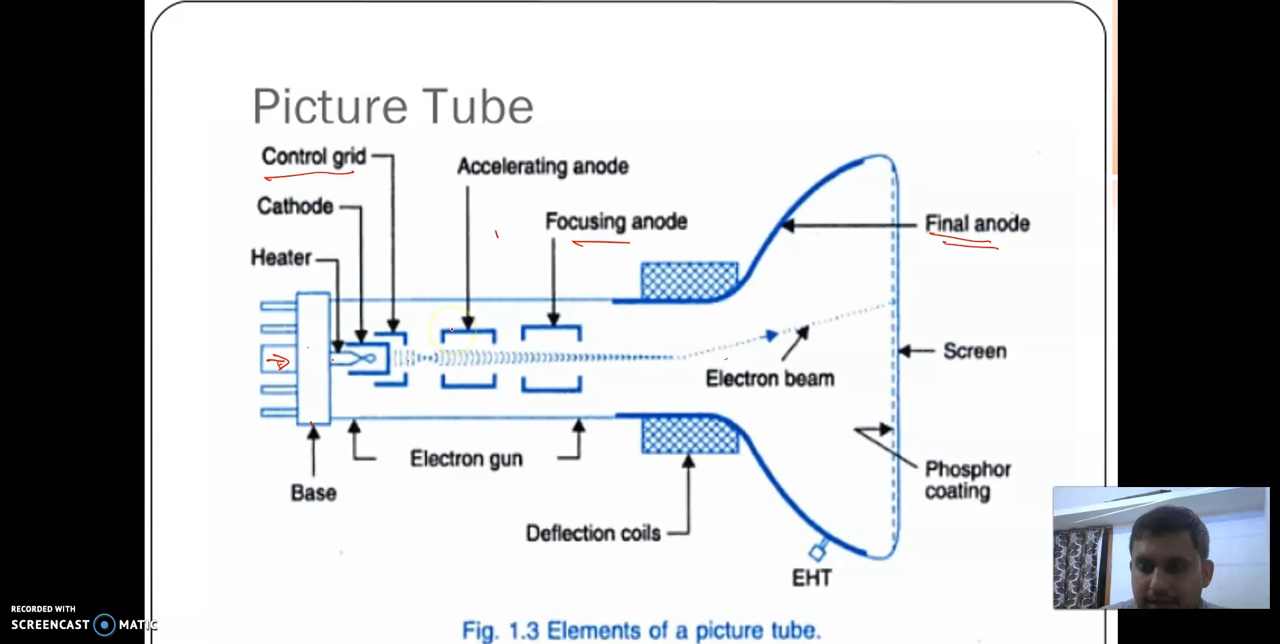 Picture Tube
Control grid
Accelerating anode
Cathode
Focusing anode
Final anode
Heater
Screen
Electron beam
Electron gun
Phosphor
coating
Base
Deflection coils
EHT
RECORDED WITH
SCREENCAST MATIC
Fig. 1.3 Elements of a picture tube.